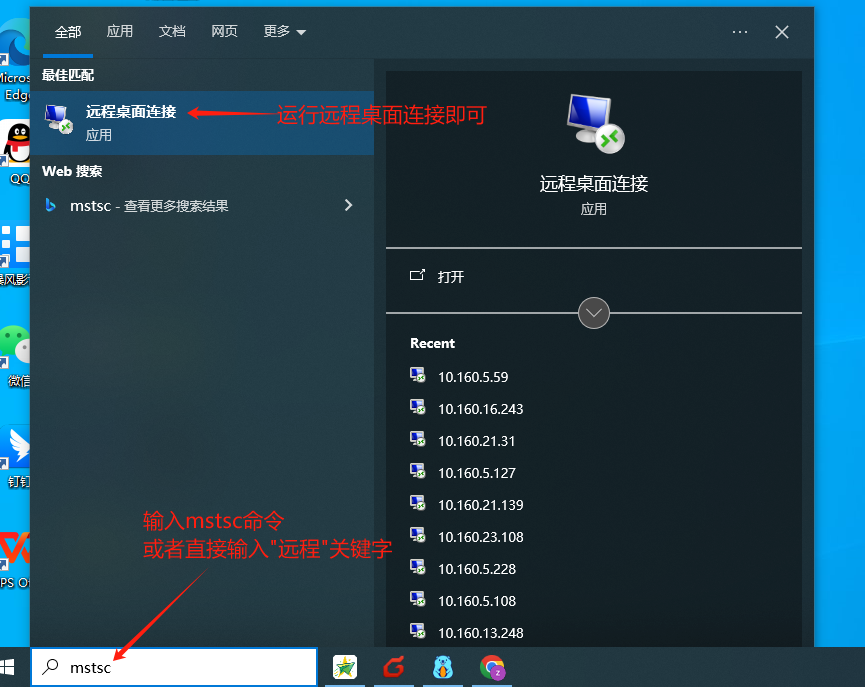 全部 应用 文档 网页 更多
最佳匹配
远程桌面连接
应用
运行远程桌面连接即可
Web 搜索
mstsc - 查看更多搜索结果
远程桌面连接
应用
打开
Recent
10.160.5.59
10.160.16.243
10.160.21.31
10.160.5.127
10.160.21.139
10.160.23.108
10.160.5.228
10.160.5.108
10.160.13.248
输入mstsc命令
或者直接输入"远程"关键字
mstsc
Micros
Edge
QQ
暴风影
微信
钉钉
PS O
z